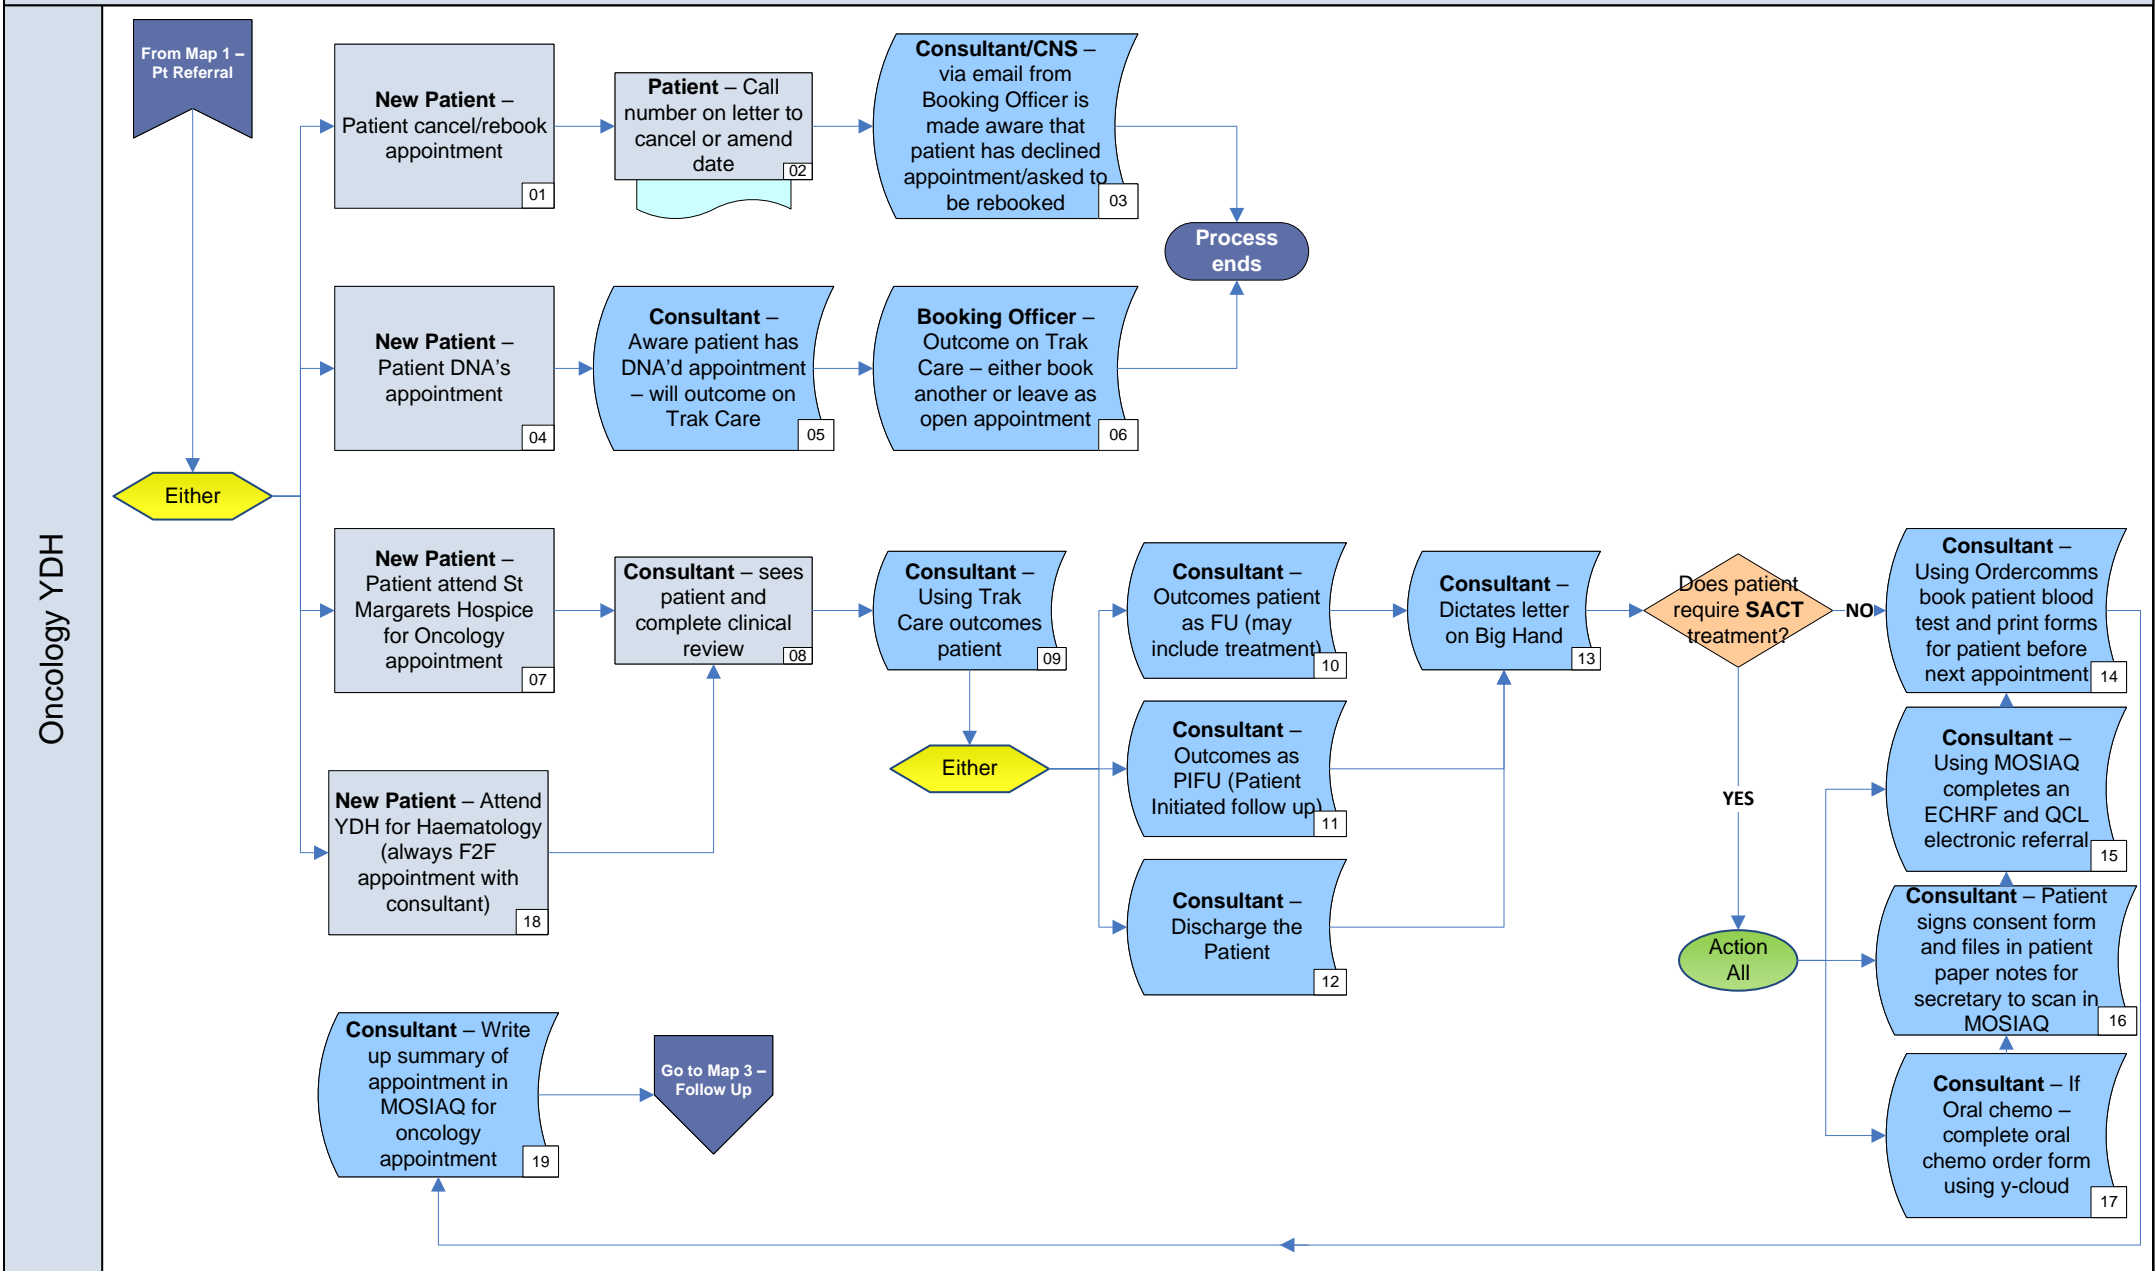 Oncology YDH
From Map 1 –
Pt Referral
Either
New Patient –
Patient cancel/rebook
appointment
01
Patient – Call
number on letter to
cancel or amend
date
02
Consultant/CNS –
via email from
Booking Officer is
made aware that
patient has declined
appointment/asked to
be rebooked
03
Process
ends
New Patient –
Patient DNA's
appointment
04
Consultant –
Aware patient has
DNA'd appointment
– will outcome on
Trak Care
05
Booking Officer –
Outcome on Trak
Care – either book
another or leave as
open appointment
06
New Patient –
Patient attend St
Margarets Hospice
for Oncology
appointment
07
Consultant – sees
patient and
complete clinical
review
08
Consultant –
Using Trak
Care outcomes
patient
09
Either
Consultant –
Outcomes patient
as FU (may
include treatment)
10
Consultant –
Outcomes as
PIFU (Patient
Initiated follow up)
11
Consultant –
Discharge the
Patient
12
Consultant –
Dictates letter
on Big Hand
13
Does patient
require SACT
treatment?
NO
YES
Consultant –
Using Ordercomms
book patient blood
test and print forms
for patient before
next appointment
14
Action
All
Consultant –
Using MOSIAQ
completes an
ECHRF and QCL
electronic referral
15
Consultant – Patient
signs consent form
and files in patient
paper notes for
secretary to scan in
MOSIAQ
16
Consultant – If
Oral chemo –
complete oral
chemo order form
using y-cloud
17
New Patient – Attend
YDH for Haematology
(always F2F
appointment with
consultant)
18
Consultant – Write
up summary of
appointment in
MOSIAQ for
oncology
appointment
19
Go to Map 3 –
Follow Up